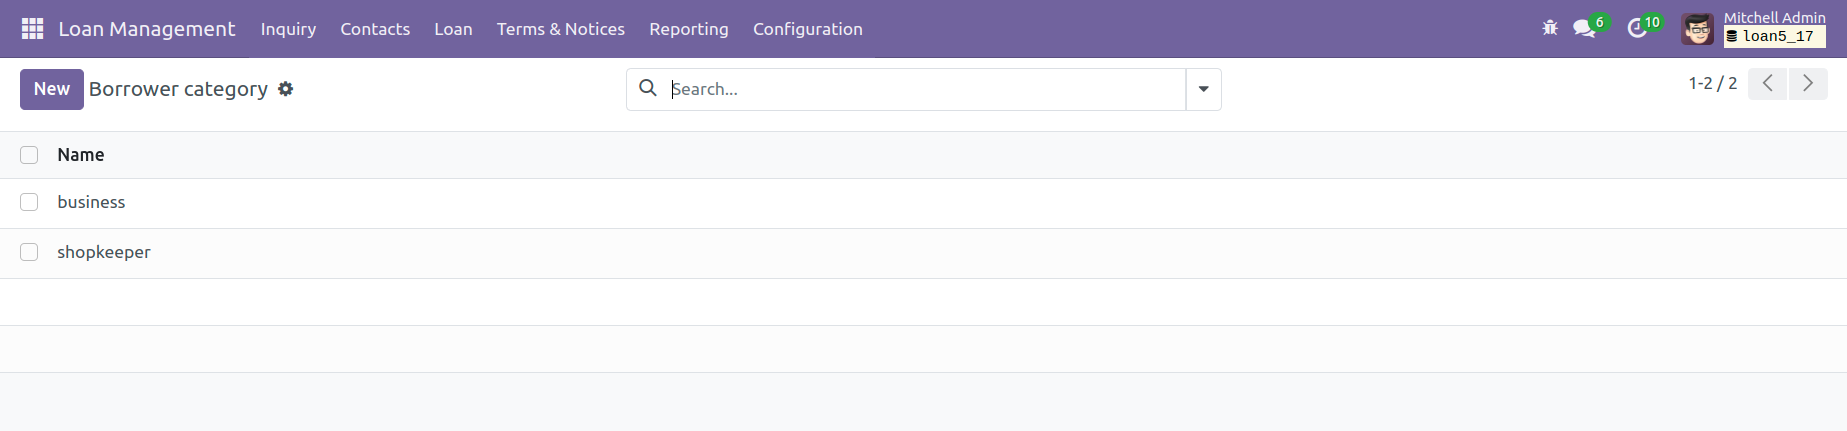 Loan Management Inquiry Contacts Loan Terms & Notices Reporting Configuration 6 10 Mitchell Admin
loan5_17
New Borrower category Search... 1-2 / 2
Name
business
shopkeeper